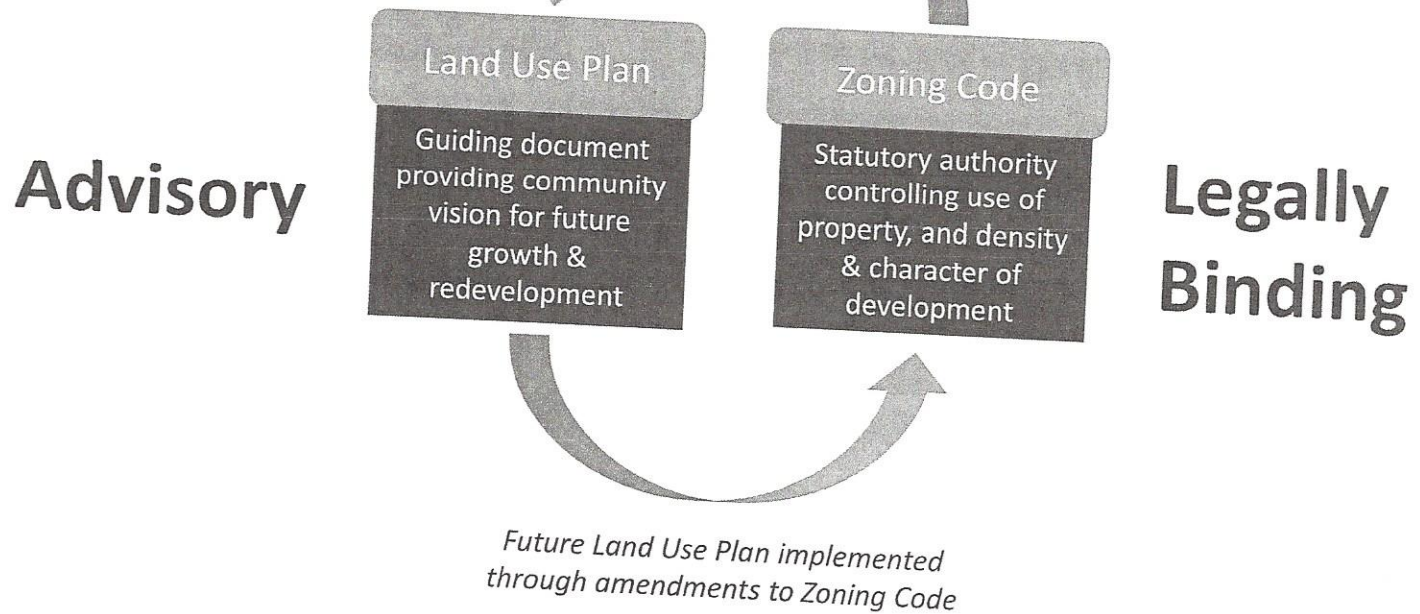 Advisory
Land Use Plan
Guiding document
providing community
vision for future
growth &
redevelopment
Zoning Code
Statutory authority
controlling use of
property, and density
& character of
development
Legally
Binding
Future Land Use Plan implemented
through amendments to Zoning Code